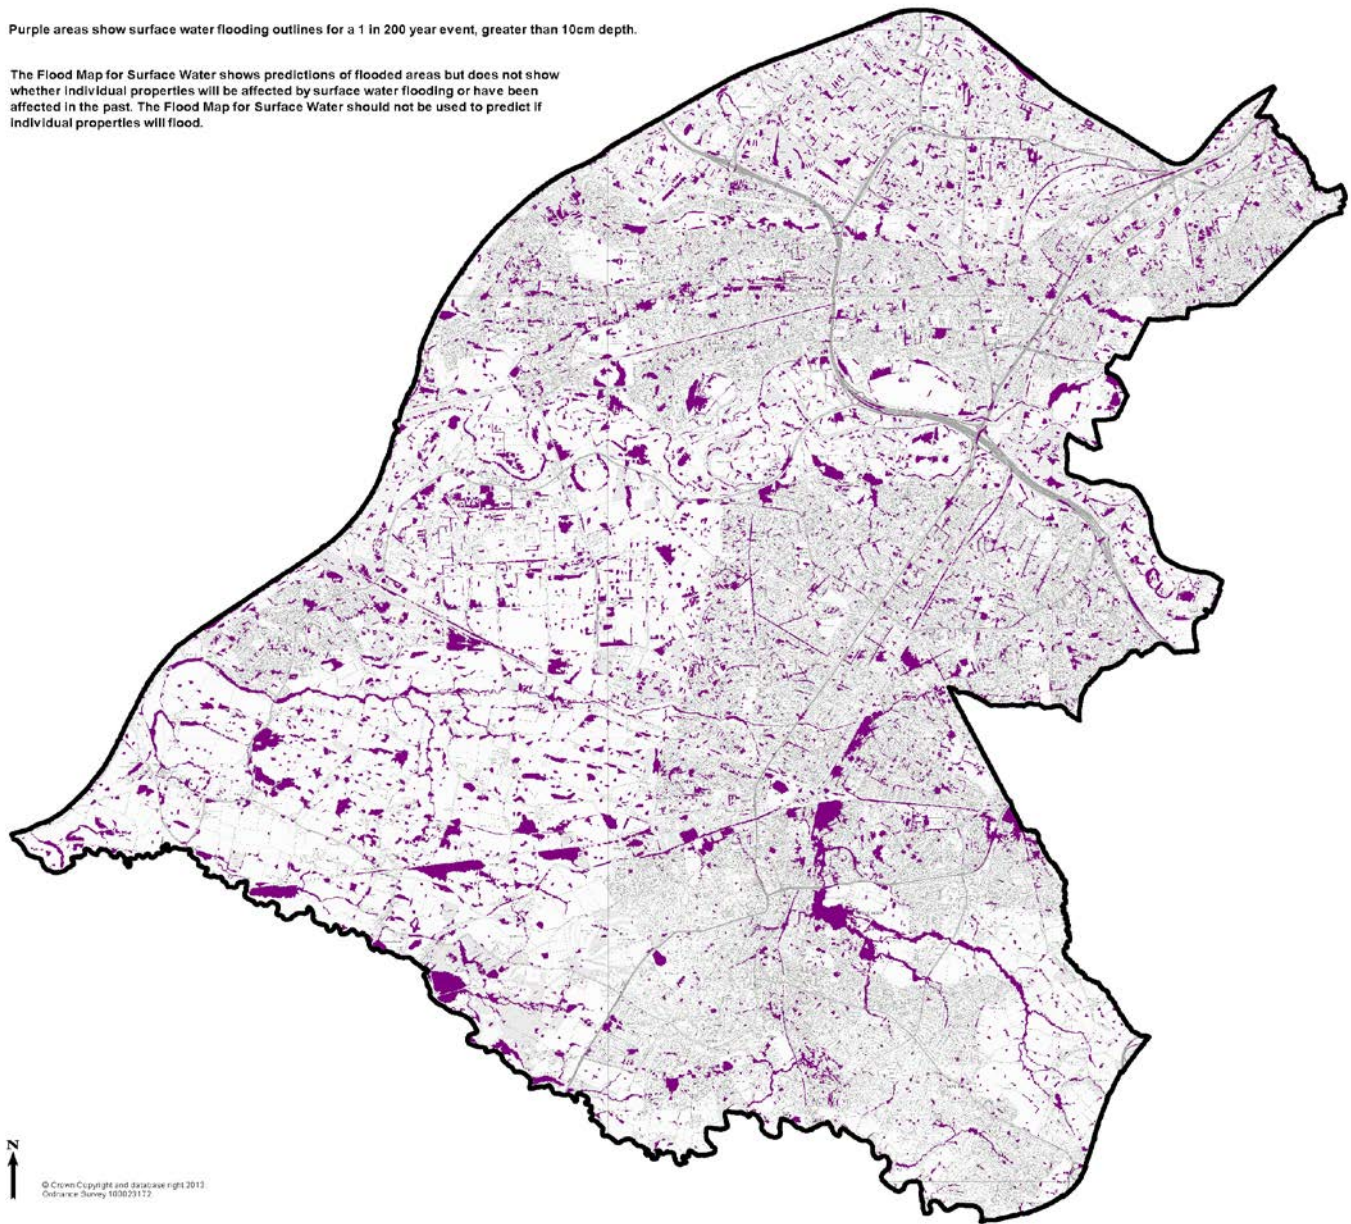 Purple areas show surface water flooding outlines for a 1 in 200 year event, greater than 10cm depth.
The Flood Map for Surface Water shows predictions of flooded areas but does not show
whether individual properties will be affected by surface water flooding or have been
affected in the past. The Flood Map for Surface Water should not be used to predict if
individual properties will flood.
N
© Crown Copyright and database right 2013
Ordnance Survey 100023172